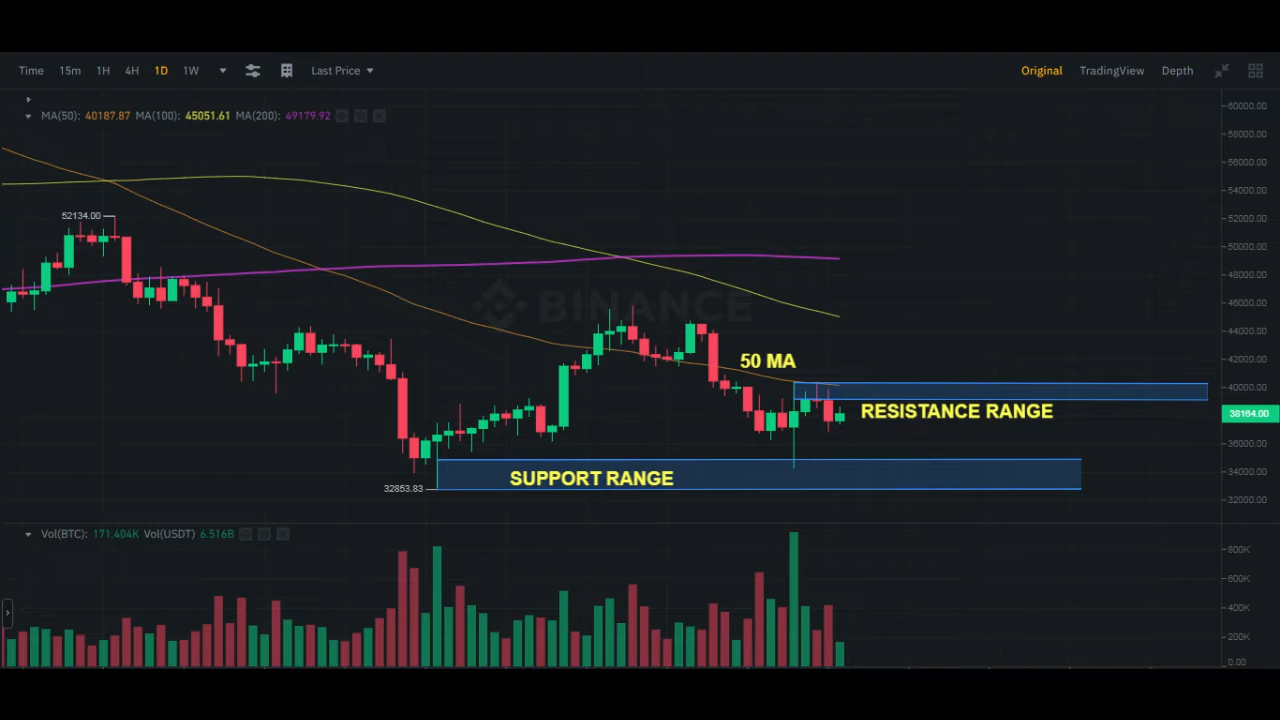 Time 15m 1H 4H 1D 1W Last Price Original TradingView Depth
MA(50): 40187.87 MA(100): 45051.61 MA(200): 49179.92
60000.00
58000.00
56000.00
54000.00
52134.00
52000.00
50000.00
48000.00
BINANCE
46000.00
44000.00
42000.00
50 MA
40000.00
RESISTANCE RANGE
38164.00
36000.00
34000.00
SUPPORT RANGE
32853.83
32000.00
Vol(BTC): 171.404K Vol(USDT) 6.516B
800K
600K
400K
200K
0.00